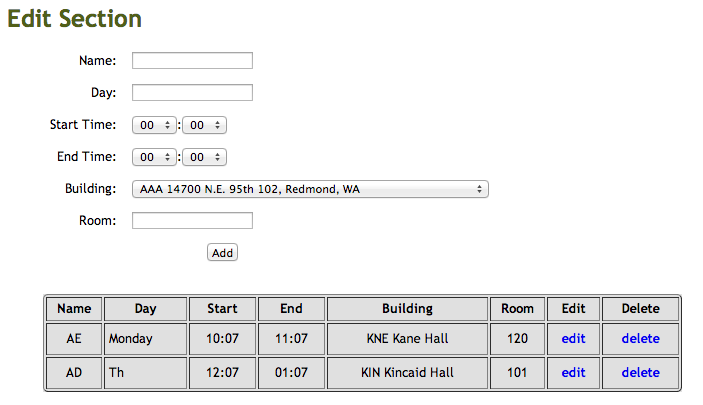 Edit Section
Name:
Day:
Start Time: 00 : 00
End Time: 00 : 00
Building: AAA 14700 N.E. 95th 102, Redmond, WA
Room:
Add
Name Day Start End Building Room Edit Delete
AE Monday 10:07 11:07 KNE Kane Hall 120 edit delete
AD Th 12:07 01:07 KIN Kincaid Hall 101 edit delete